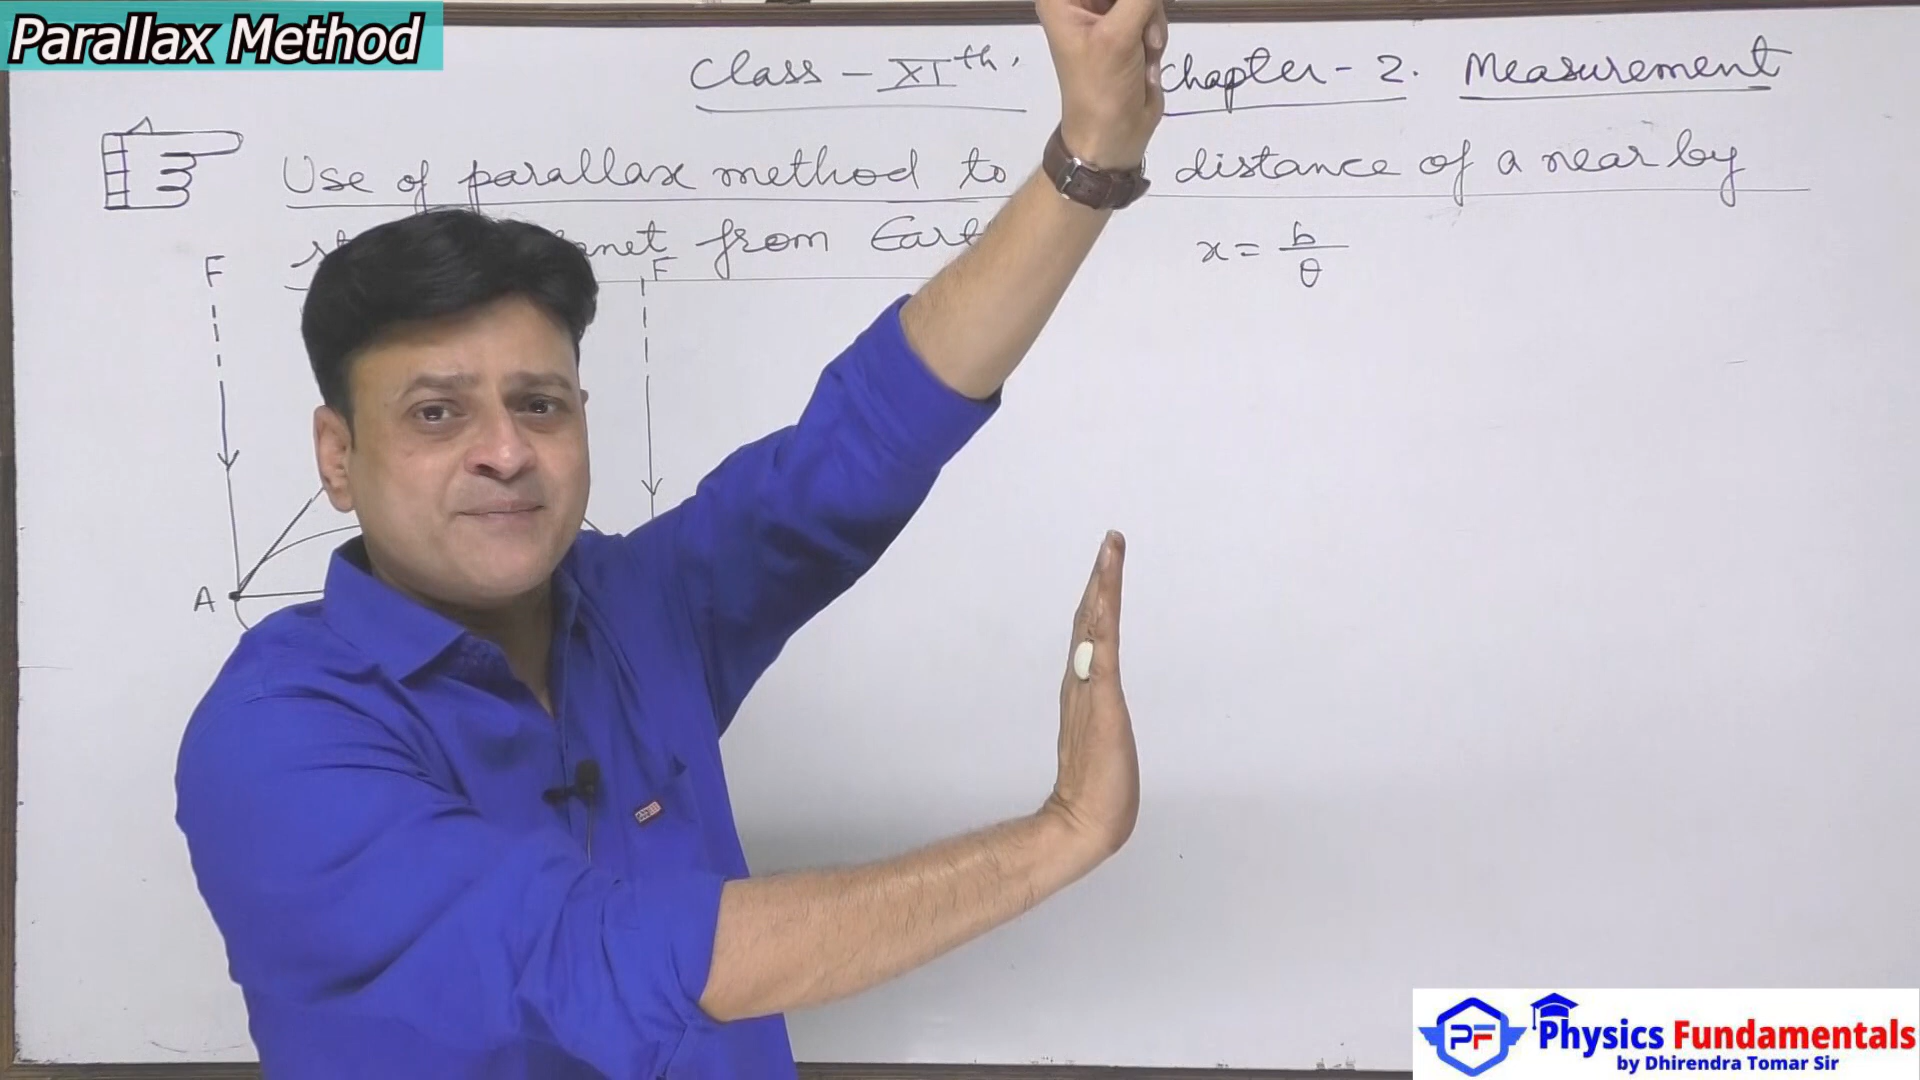 Parallax Method
Class - XIth. Chapter - 2. Measurement
Use of parallax method to distance of a near by
from
x = b/θ
F
F
A
PF
Physics Fundamentals
by Dhirendra Tomar Sir